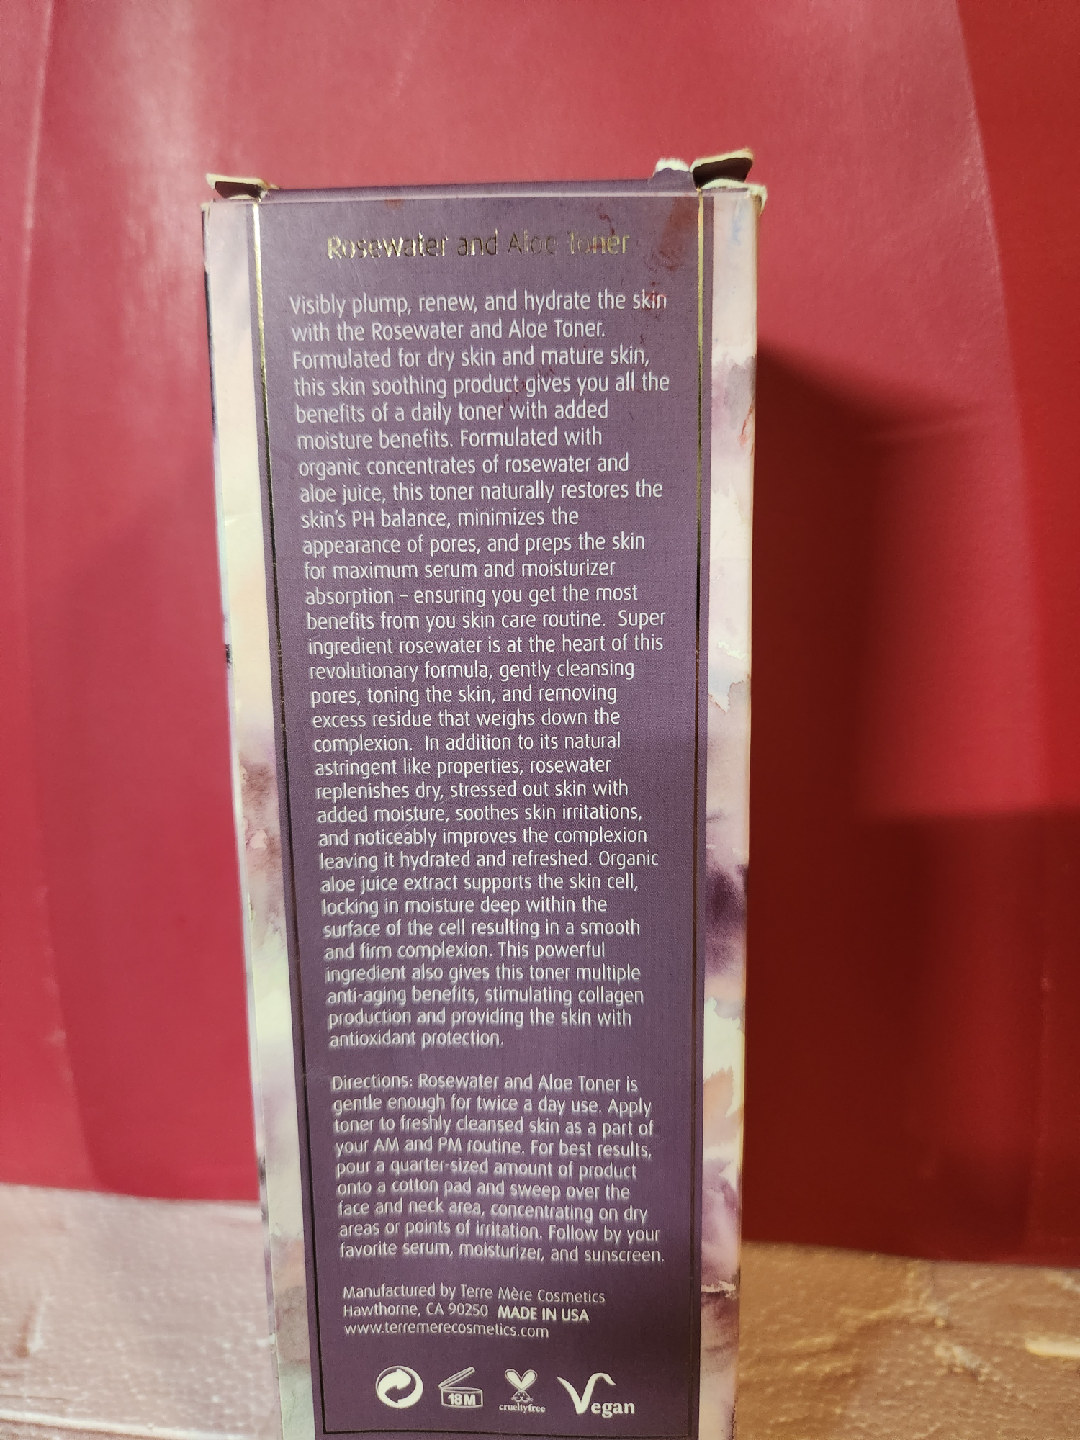 Rosewater and Aloe Toner
Visibly plump, renew, and hydrate the skin
with the Rosewater and Aloe Toner.
Formulated for dry skin and mature skin,
this skin soothing product gives you all the
benefits of a daily toner with added
moisture benefits. Formulated with
organic concentrates of rosewater and
aloe juice, this toner naturally restores the
skin's PH balance, minimizes the
appearance of pores, and preps the skin
for maximum serum and moisturizer
absorption – ensuring you get the most
benefits from you skin care routine. Super
ingredient rosewater is at the heart of this
revolutionary formula, gently cleansing
pores, toning the skin, and removing
excess residue that weighs down the
complexion. In addition to its natural
astringent like properties, rosewater
replenishes dry, stressed out skin with
added moisture, soothes skin irritations,
and noticeably improves the complexion
leaving it hydrated and refreshed. Organic
aloe juice extract supports the skin cell,
locking in moisture deep within the
surface of the cell resulting in a smooth
and firm complexion. This powerful
ingredient also gives this toner multiple
anti-aging benefits, stimulating collagen
production and providing the skin with
antioxidant protection.
Directions: Rosewater and Aloe Toner is
gentle enough for twice a day use. Apply
toner to freshly cleansed skin as a part of
your AM and PM routine. For best results,
pour a quarter-sized amount of product
onto a cotton pad and sweep over the
face and neck area, concentrating on dry
areas or points of irritation. Follow by your
favorite serum, moisturizer, and sunscreen.
Manufactured by Terre Mère Cosmetics
Hawthorne, CA 90250 MADE IN USA
www.terremerecosmetics.com
18M crueltyfree Vegan